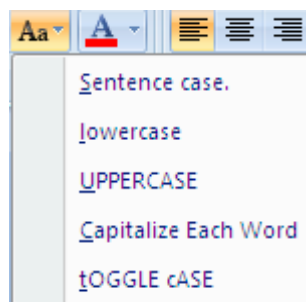 Aa A
Sentence case.
lowercase
UPPERCASE
Capitalize Each Word
tOGGLE cASE